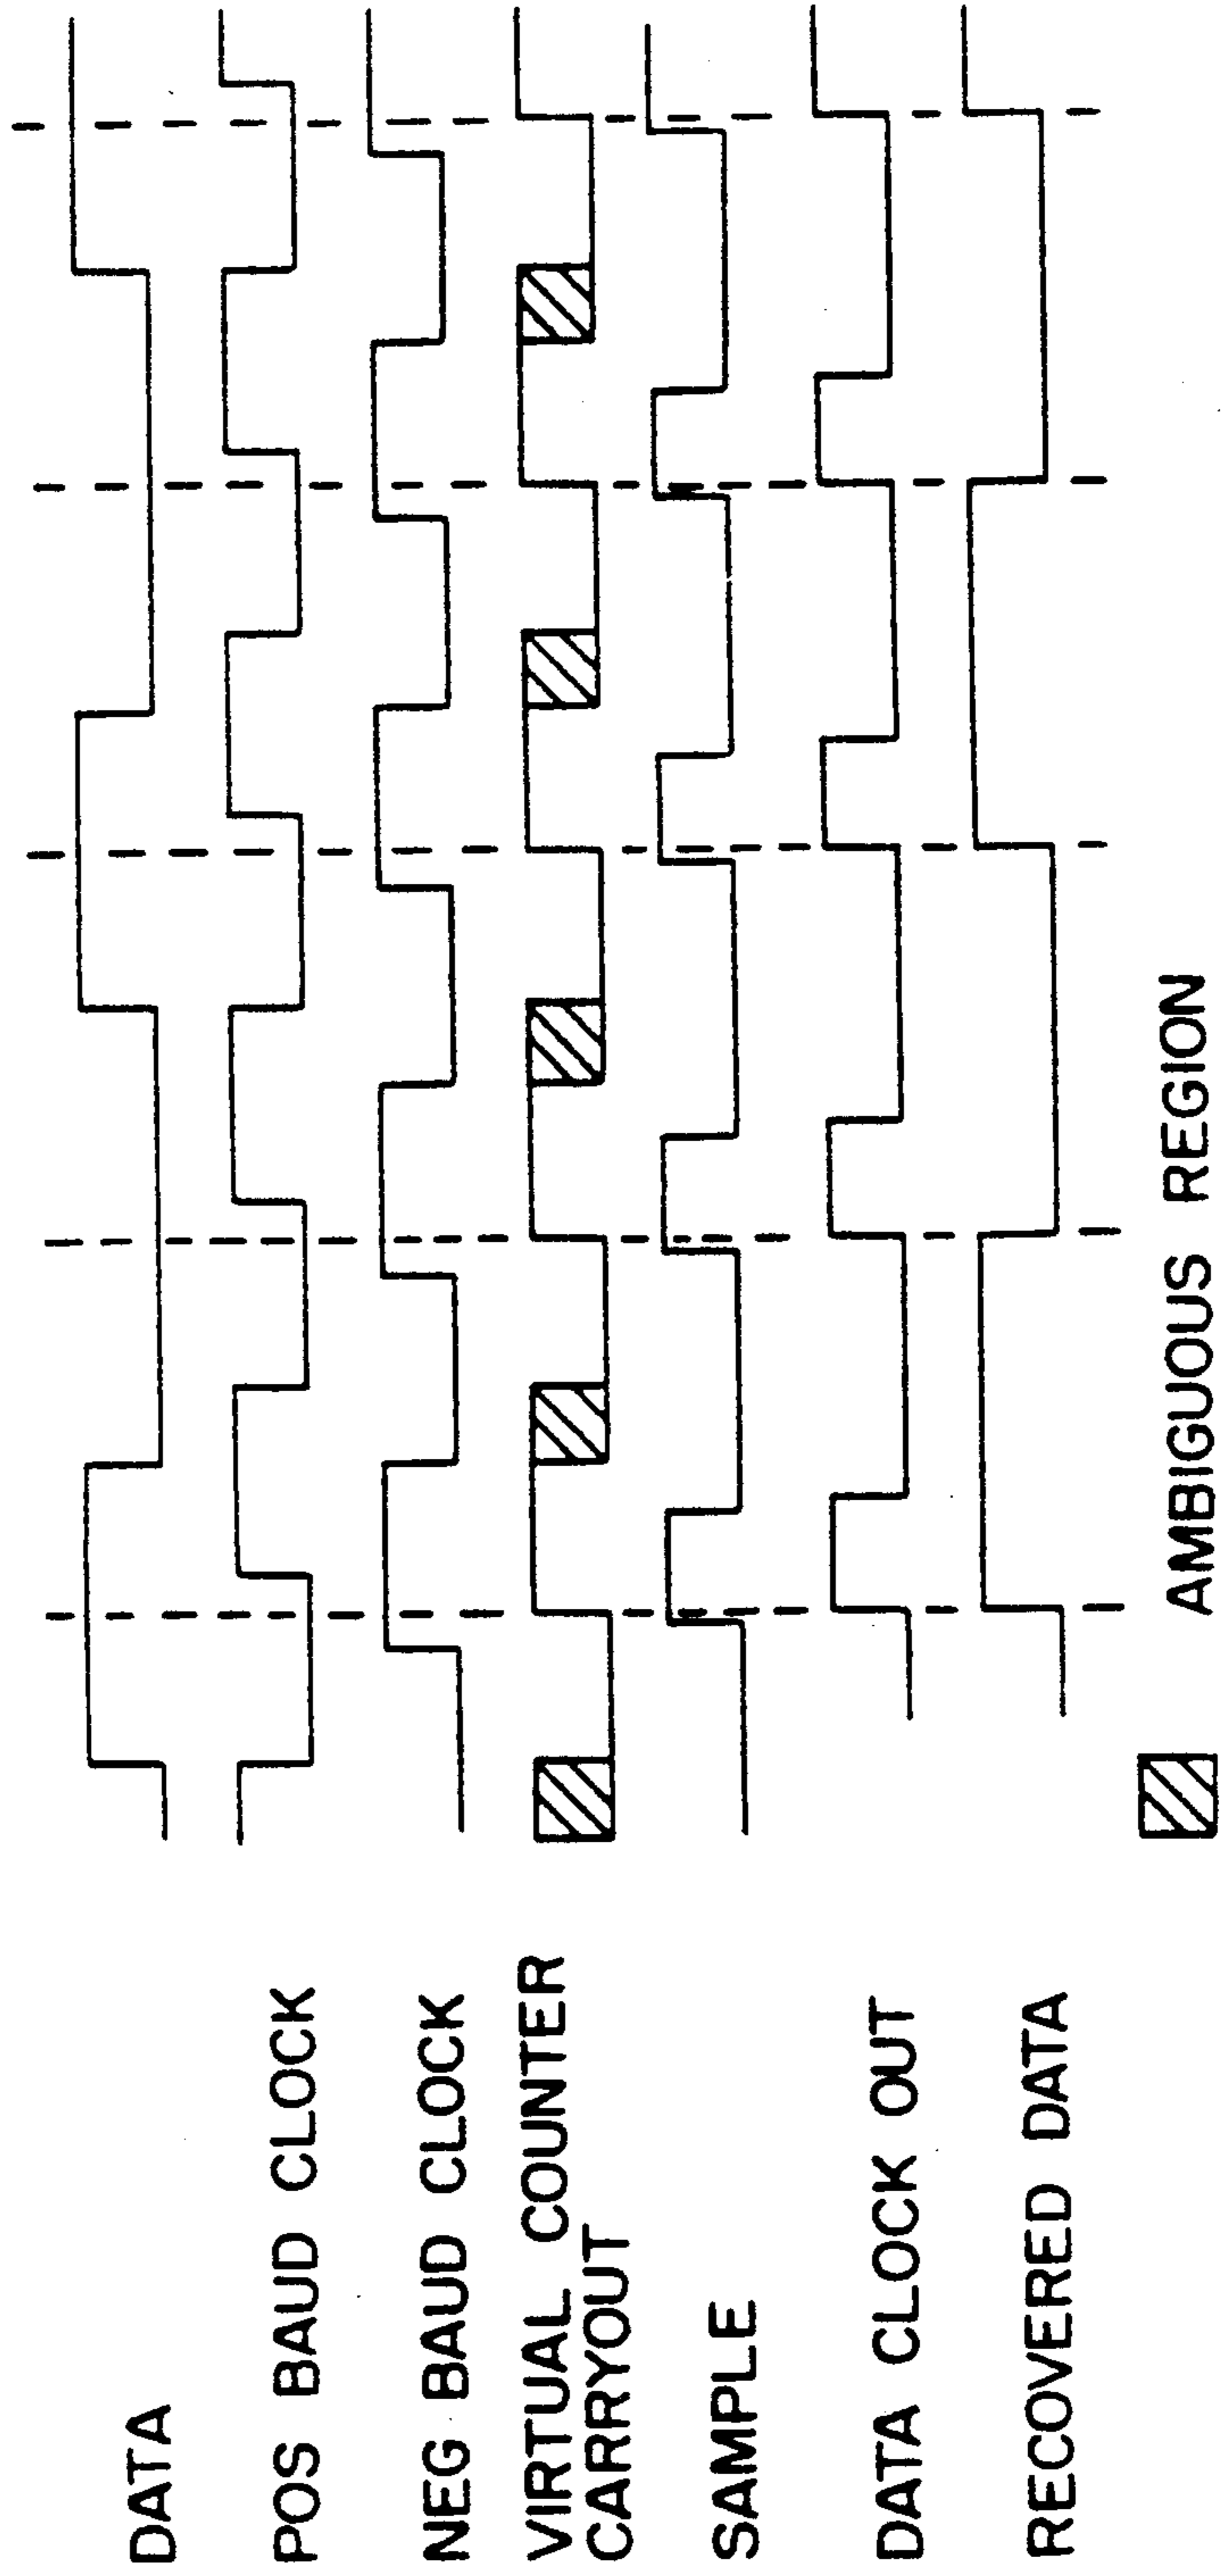 DATA
POS BAUD CLOCK
NEG BAUD CLOCK
VIRTUAL COUNTER
CARRYOUT
SAMPLE
DATA CLOCK OUT
RECOVERED DATA
AMBIGUOUS REGION